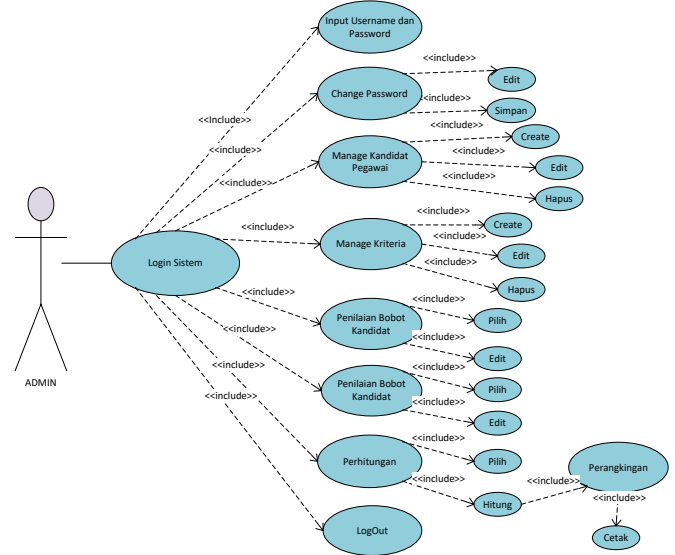 Input Username dan
Password
<<include>>
Edit
Change Password
<<include>>
Simpan
<<Include>>
<<include>>
Create
<<include>>
Manage Kandidat
Pegawai
<<include>>
Edit
<<include>>
<<include>>
Hapus
<<include>>
Create
<<include>>
Manage Kriteria
<<include>>
Edit
<<include>>
Hapus
Login Sistem
ADMIN
<<include>>
<<include>>
Pilih
Penilaian Bobot
Kandidat
<<include>>
Edit
<<include>>
<<include>>
Pilih
Penilaian Bobot
Kandidat
<<include>>
Edit
<<include>>
<<include>>
<<include>>
Pilih
Perhitungan
<<include>>
Hitung
<<include>>
Perangkingan
<<include>>
Cetak
LogOut